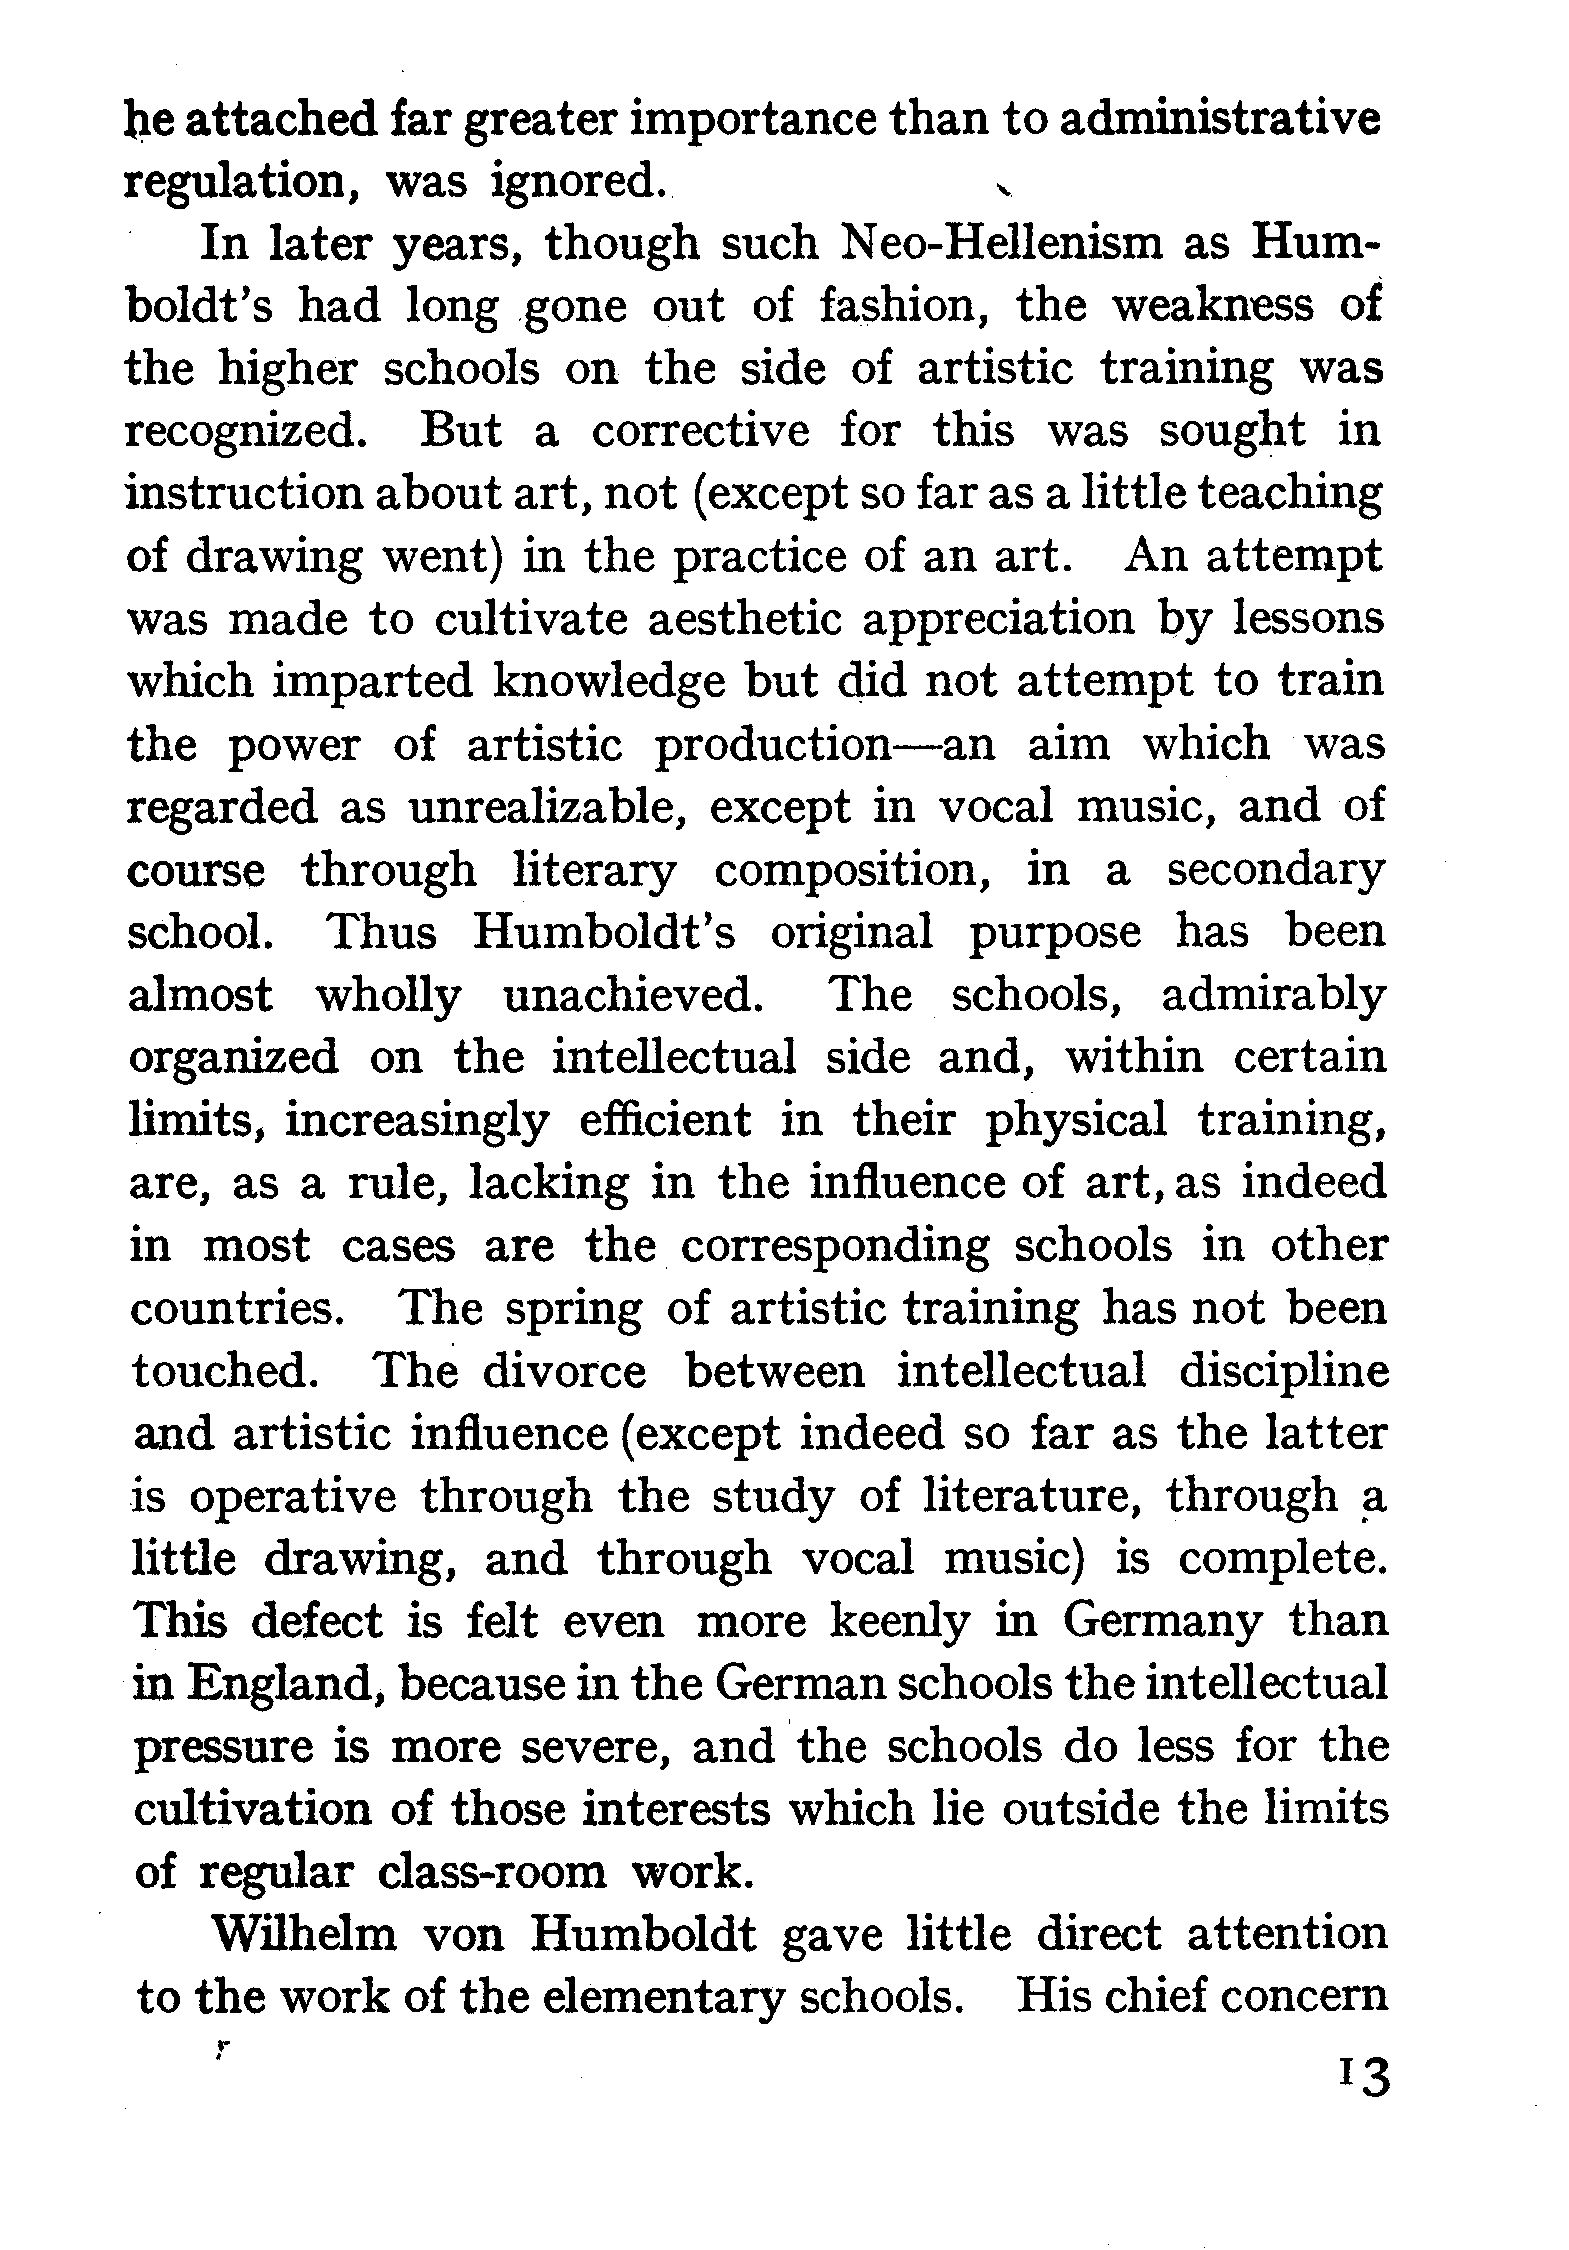 he attached far greater importance than to administrative
regulation, was ignored.
In later years, though such Neo-Hellenism as Hum-
boldt's had long gone out of fashion, the weakness of
the higher schools on the side of artistic training was
recognized. But a corrective for this was sought in
instruction about art, not (except so far as a little teaching
of drawing went) in the practice of an art. An attempt
was made to cultivate aesthetic appreciation by lessons
which imparted knowledge but did not attempt to train
the power of artistic production—an aim which was
regarded as unrealizable, except in vocal music, and of
course through literary composition, in a secondary
school. Thus Humboldt's original purpose has been
almost wholly unachieved. The schools, admirably
organized on the intellectual side and, within certain
limits, increasingly efficient in their physical training,
are, as a rule, lacking in the influence of art, as indeed
in most cases are the corresponding schools in other
countries. The spring of artistic training has not been
touched. The divorce between intellectual discipline
and artistic influence (except indeed so far as the latter
is operative through the study of literature, through a
little drawing, and through vocal music) is complete.
This defect is felt even more keenly in Germany than
in England, because in the German schools the intellectual
pressure is more severe, and the schools do less for the
cultivation of those interests which lie outside the limits
of regular class-room work.
Wilhelm von Humboldt gave little direct attention
to the work of the elementary schools. His chief concern
13